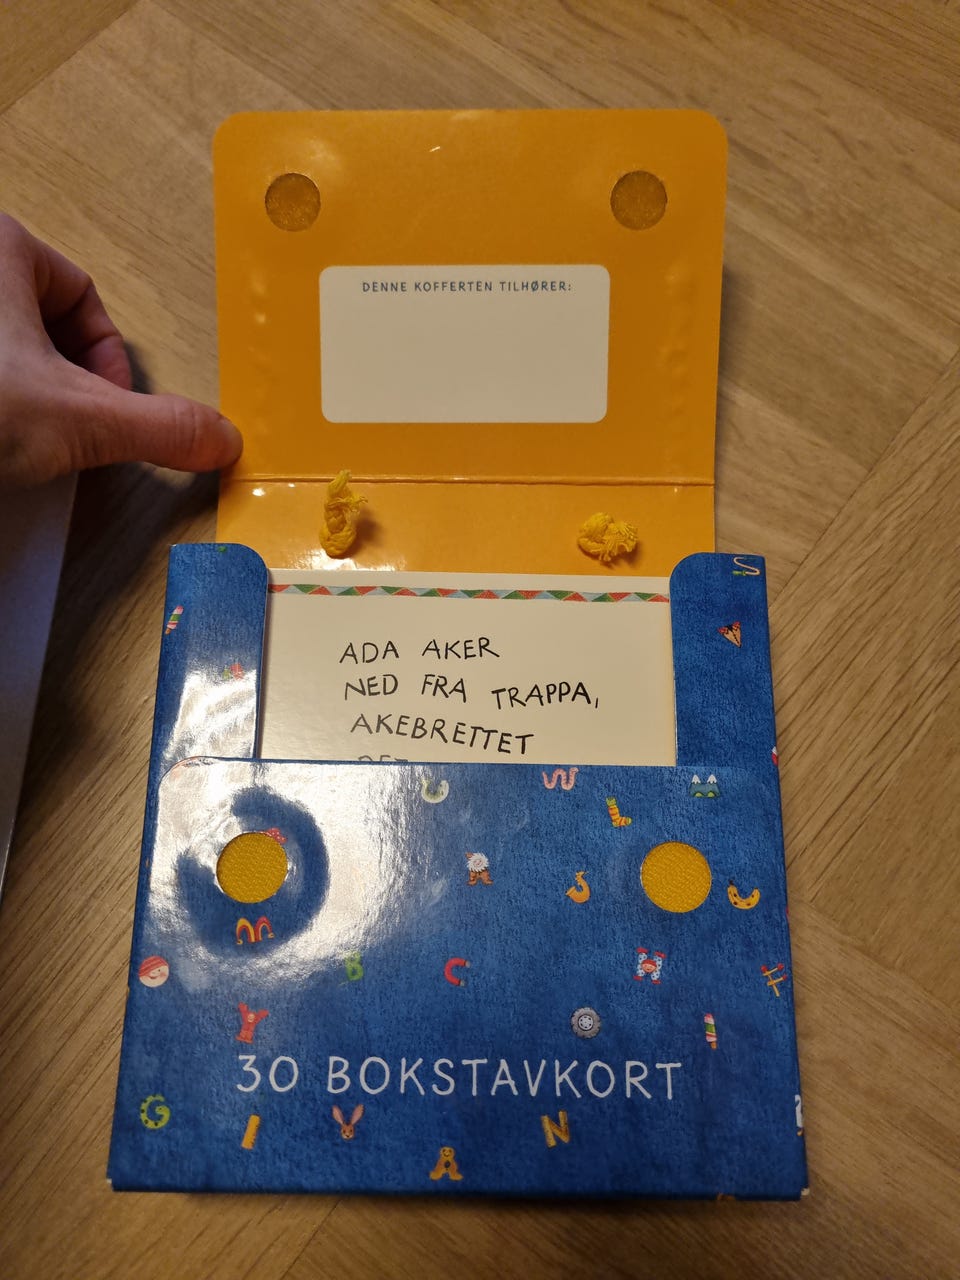 DENNE KOFFERTEN TILHØRER:
ADA AKER
NED FRA TRAPPA,
AKEBRETTET
30 BOKSTAVKORT